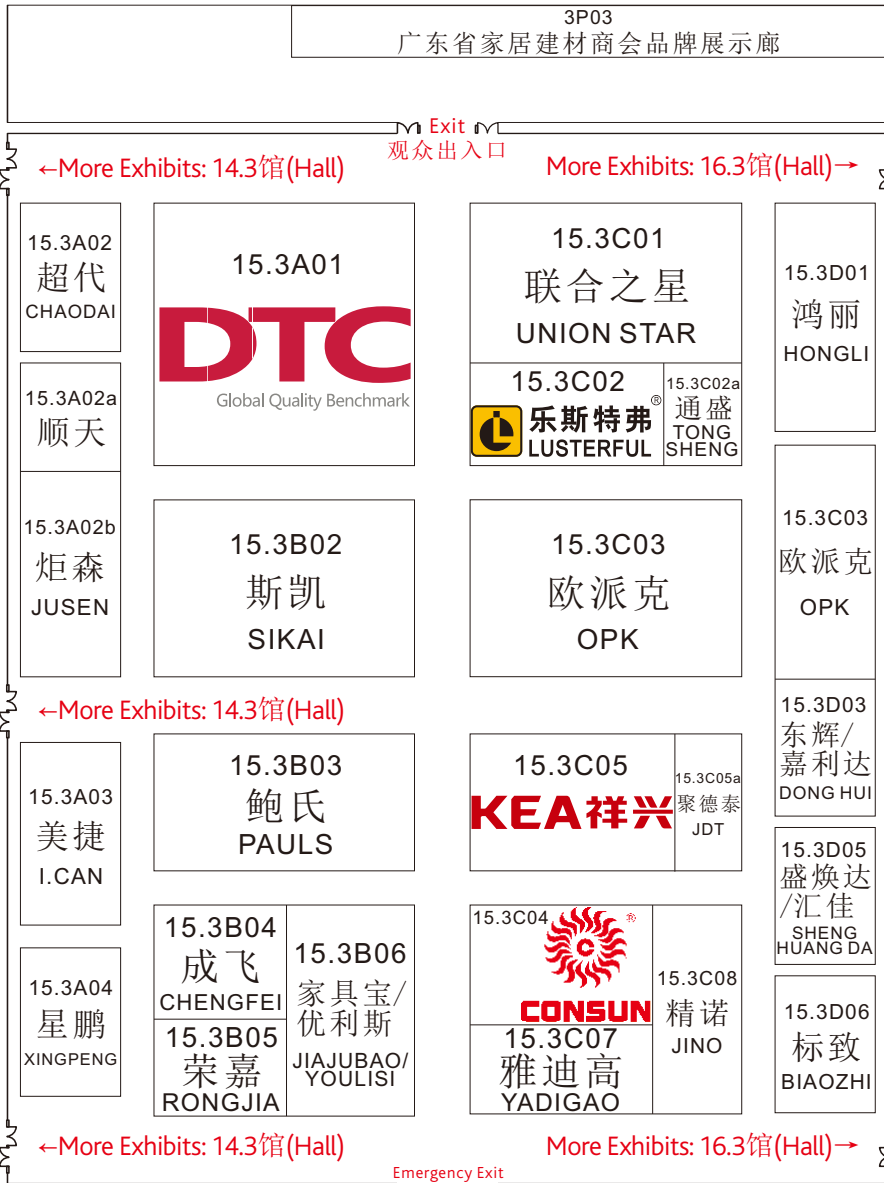 3P03
广东省家居建材商会品牌展示廊
Exit
观众出入口
←More Exhibits: 14.3馆(Hall)
More Exhibits: 16.3馆(Hall)→
15.3A02
超代
CHAODAI
15.3A01
DTC
Global Quality Benchmark
15.3C01
联合之星
UNION STAR
15.3D01
鸿丽
HONGLI
15.3A02a
顺天
15.3C02
乐斯特弗®
LUSTERFUL
15.3C02a
通盛
TONG
SHENG
15.3A02b
炬森
JUSEN
15.3B02
斯凯
SIKAI
15.3C03
欧派克
OPK
15.3C03
欧派克
OPK
←More Exhibits: 14.3馆(Hall)
15.3D03
东辉/
嘉利达
DONG HUI
15.3A03
美捷
I.CAN
15.3B03
鲍氏
PAULS
15.3C05
KEA祥兴
15.3C05a
聚德泰
JDT
15.3D05
盛焕达
/汇佳
SHENG
HUANG DA
15.3A04
星鹏
XINGPENG
15.3B04
成飞
CHENGFEI
15.3B05
荣嘉
RONGJIA
15.3B06
家具宝/
优利斯
JIAJUBAO/
YOULISI
15.3C04
CONSUN
15.3C07
雅迪高
YADIGAO
15.3C08
精诺
JINO
15.3D06
标致
BIAOZHI
←More Exhibits: 14.3馆(Hall)
More Exhibits: 16.3馆(Hall)→
Emergency Exit